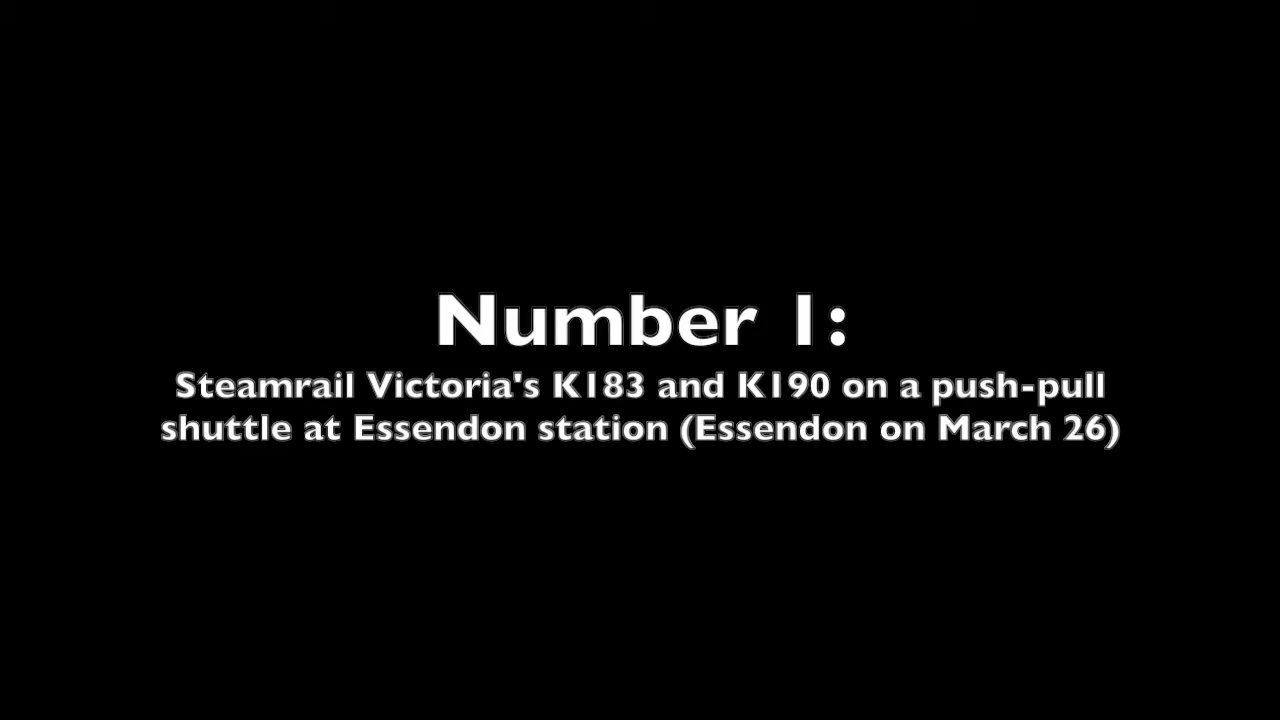 Number 1:
Steamrail Victoria's K183 and K190 on a push-pull
shuttle at Essendon station (Essendon on March 26)